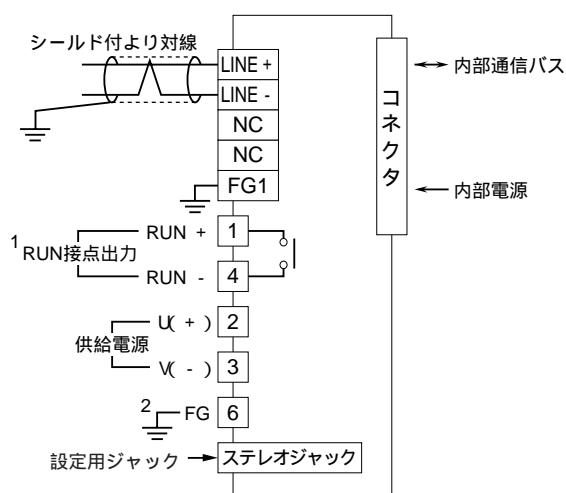 シールド付より対線
LINE +
LINE -
NC
NC
FG1
コネクタ
内部通信バス
内部電源
1 RUN接点出力
RUN +
1
RUN -
4
供給電源
U( + )
2
V( - )
3
2
FG
6
設定用ジャック
ステレオジャック